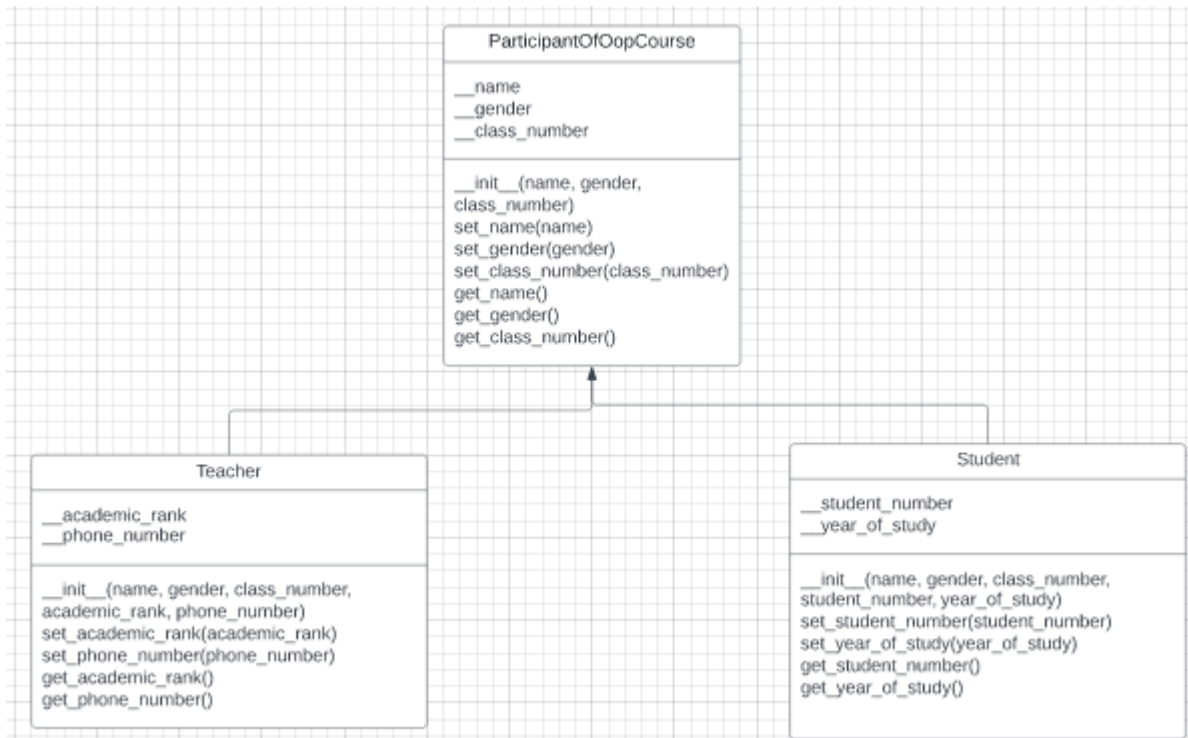 ParticipantOfOopCourse
__name
__gender
__class_number
__init__(name, gender,
class_number)
set_name(name)
set_gender(gender)
set_class_number(class_number)
get_name()
get_gender()
get_class_number()
Teacher
__academic_rank
__phone_number
__init__(name, gender, class_number,
academic_rank, phone_number)
set_academic_rank(academic_rank)
set_phone_number(phone_number)
get_academic_rank()
get_phone_number()
Student
__student_number
__year_of_study
__init__(name, gender, class_number,
student_number, year_of_study)
set_student_number(student_number)
set_year_of_study(year_of_study)
get_student_number()
get_year_of_study()